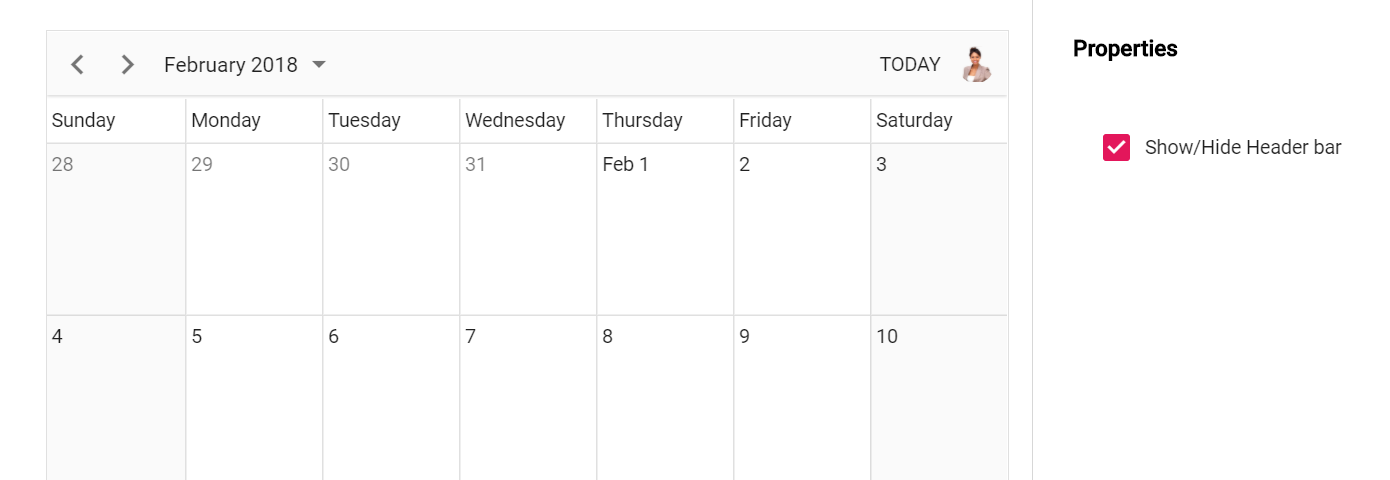 February 2018 TODAY
Properties
Sunday Monday Tuesday Wednesday Thursday Friday Saturday
Show/Hide Header bar
28 29 30 31 Feb 1 2 3
4 5 6 7 8 9 10